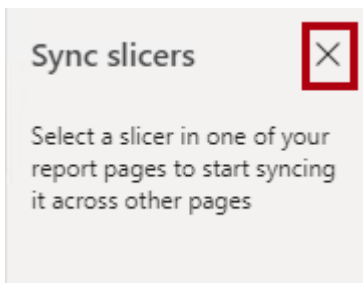 Sync slicers
Select a slicer in one of your
report pages to start syncing
it across other pages